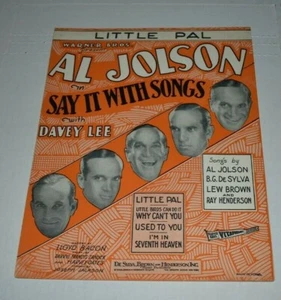 LITTLE PAL
WARNER BROS.
AL JOLSON
in
SAY IT WITH SONGS
with
DAVEY LEE
Songs by
AL JOLSON
B.G. DE SYLVA
LEW BROWN
AND
RAY HENDERSON
LITTLE PAL
WHY CAN'T YOU
USED TO YOU
I'M IN
SEVENTH HEAVEN
LLOYD BACON
JOSEPH JACKSON
DE SYLVA, BROWN AND HENDERSON INC.